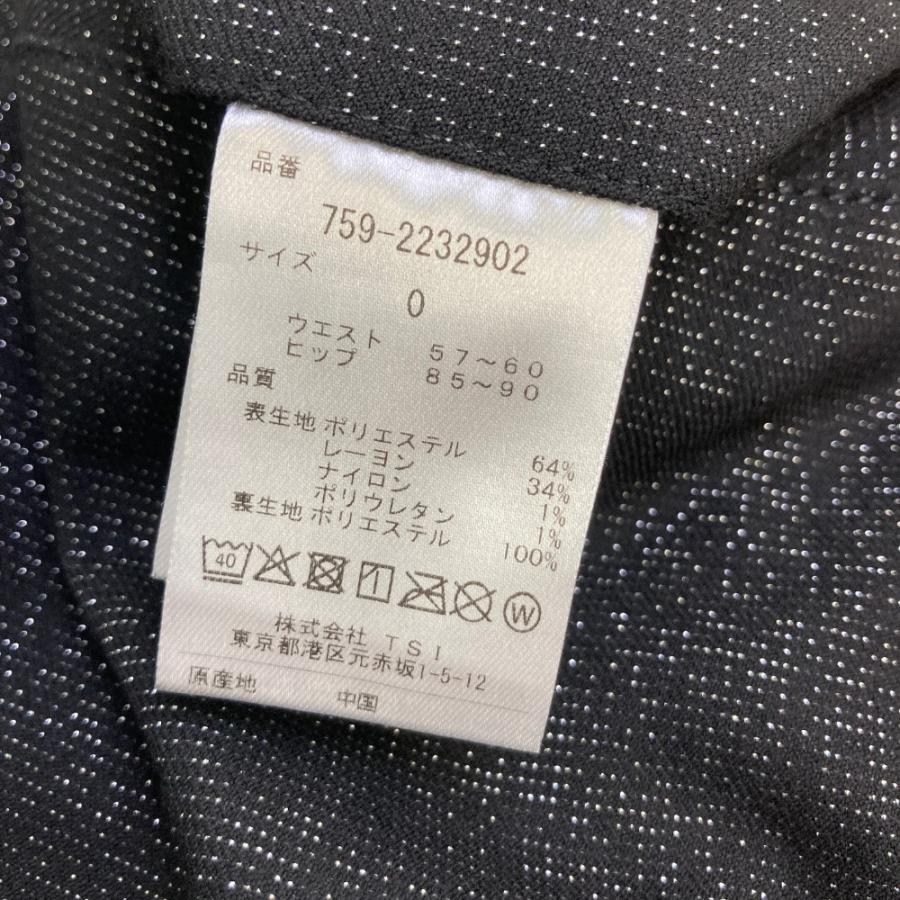 品番
759-2232902
サイズ
0
ウエスト 57～60
ヒップ 85～90
品質
表生地 ポリエステル 64%
レーヨン 34%
ナイロン 1%
ポリウレタン 1%
裏生地 ポリエステル 100%
40
W
株式会社 TSI
東京都港区元赤坂1-5-12
原産地 中国